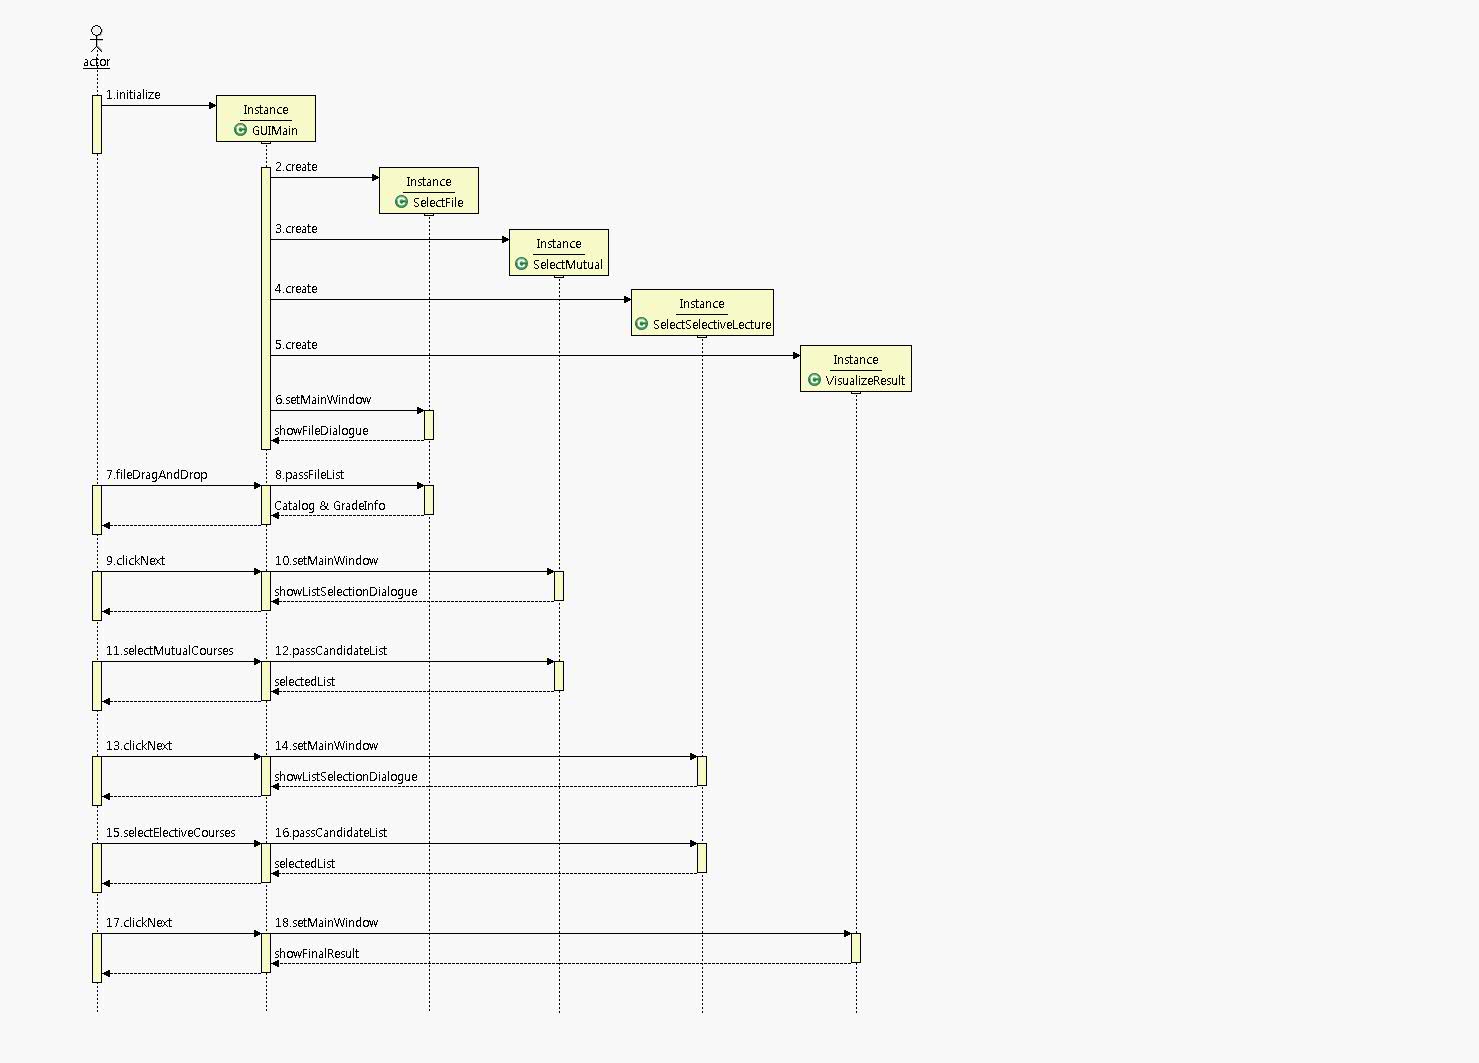 actor
1.initialize
Instance
C GUIMain
2.create
Instance
C SelectFile
3.create
Instance
C SelectMutual
4.create
Instance
C SelectSelectiveLecture
5.create
Instance
C VisualizeResult
6.setMainWindow
showFileDialogue
7.fileDragAndDrop 8.passFileList
Catalog & GradeInfo
9.clickNext 10.setMainWindow
showListSelectionDialogue
11.selectMutualCourses 12.passCandidateList
selectedList
13.clickNext 14.setMainWindow
showListSelectionDialogue
15.selectElectiveCourses 16.passCandidateList
selectedList
17.clickNext 18.setMainWindow
showFinalResult